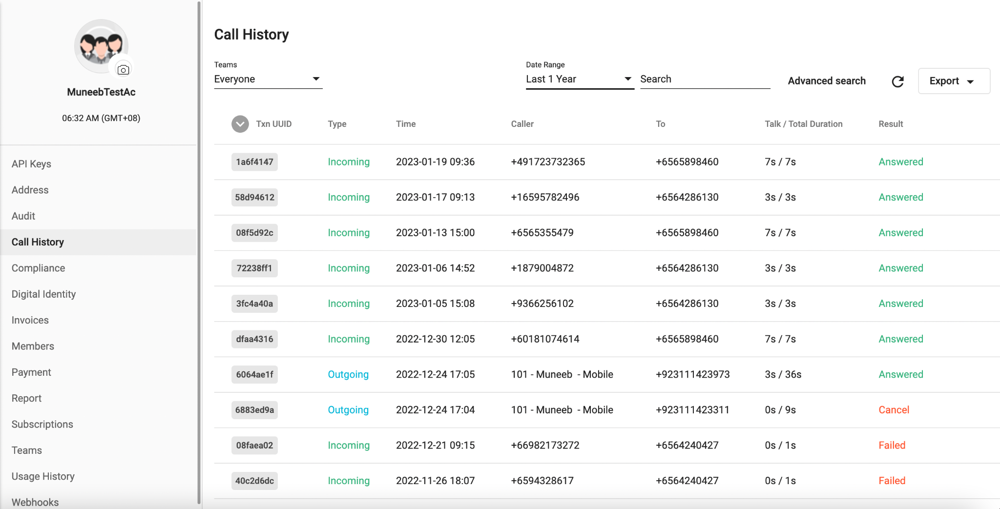 MuneebTestAc
06:32 AM (GMT+08)
API Keys
Address
Audit
Call History
Compliance
Digital Identity
Invoices
Members
Payment
Report
Subscriptions
Teams
Usage History
Webhooks
Call History
Teams
Everyone
Date Range
Last 1 Year
Search
Advanced search
Export
Txn UUID Type Time Caller To Talk / Total Duration Result
1a6f4147 Incoming 2023-01-19 09:36 +491723732365 +6565898460 7s / 7s Answered
58d94612 Incoming 2023-01-17 09:13 +16595782496 +6564286130 3s / 3s Answered
08f5d92c Incoming 2023-01-13 15:00 +6565355479 +6565898460 7s / 7s Answered
72238ff1 Incoming 2023-01-06 14:52 +1879004872 +6564286130 3s / 3s Answered
3fc4a40a Incoming 2023-01-05 15:08 +9366256102 +6564286130 3s / 3s Answered
dfaa4316 Incoming 2022-12-30 12:05 +60181074614 +6565898460 7s / 7s Answered
6064ae1f Outgoing 2022-12-24 17:05 101 - Muneeb - Mobile +923111423973 3s / 36s Answered
6883ed9a Outgoing 2022-12-24 17:04 101 - Muneeb - Mobile +923111423311 0s / 9s Cancel
08faea02 Incoming 2022-12-21 09:15 +66982173272 +6564240427 0s / 1s Failed
40c2d6dc Incoming 2022-11-26 18:07 +6594328617 +6564240427 0s / 1s Failed